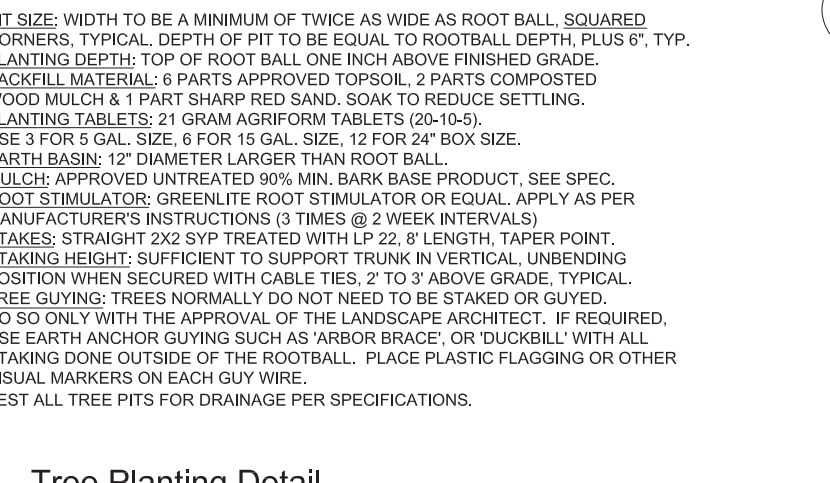 IT SIZE: WIDTH TO BE A MINIMUM OF TWICE AS WIDE AS ROOT BALL, SQUARED
ORNERS, TYPICAL. DEPTH OF PIT TO BE EQUAL TO ROOTBALL DEPTH, PLUS 6", TYP.
LANTING DEPTH: TOP OF ROOT BALL ONE INCH ABOVE FINISHED GRADE.
ACKFILL MATERIAL: 6 PARTS APPROVED TOPSOIL, 2 PARTS COMPOSTED
OOD MULCH & 1 PART SHARP RED SAND. SOAK TO REDUCE SETTLING.
LANTING TABLETS: 21 GRAM AGRIFORM TABLETS (20-10-5).
SE 3 FOR 5 GAL. SIZE, 6 FOR 15 GAL. SIZE, 12 FOR 24" BOX SIZE.
ARTH BASIN: 12" DIAMETER LARGER THAN ROOT BALL.
ULCH: APPROVED UNTREATED 90% MIN. BARK BASE PRODUCT, SEE SPEC.
OOT STIMULATOR: GREENLITE ROOT STIMULATOR OR EQUAL. APPLY AS PER
ANUFACTURER'S INSTRUCTIONS (3 TIMES @ 2 WEEK INTERVALS)
TAKES: STRAIGHT 2X2 SYP TREATED WITH LP 22, 8' LENGTH, TAPER POINT.
TAKING HEIGHT: SUFFICIENT TO SUPPORT TRUNK IN VERTICAL, UNBENDING
OSITION WHEN SECURED WITH CABLE TIES, 2' TO 3' ABOVE GRADE, TYPICAL.
REE GUYING: TREES NORMALLY DO NOT NEED TO BE STAKED OR GUYED.
O SO ONLY WITH THE APPROVAL OF THE LANDSCAPE ARCHITECT. IF REQUIRED,
SE EARTH ANCHOR GUYING SUCH AS 'ARBOR BRACE', OR 'DUCKBILL' WITH ALL
TAKING DONE OUTSIDE OF THE ROOTBALL. PLACE PLASTIC FLAGGING OR OTHER
ISUAL MARKERS ON EACH GUY WIRE.
EST ALL TREE PITS FOR DRAINAGE PER SPECIFICATIONS.
Tree Planting Detail